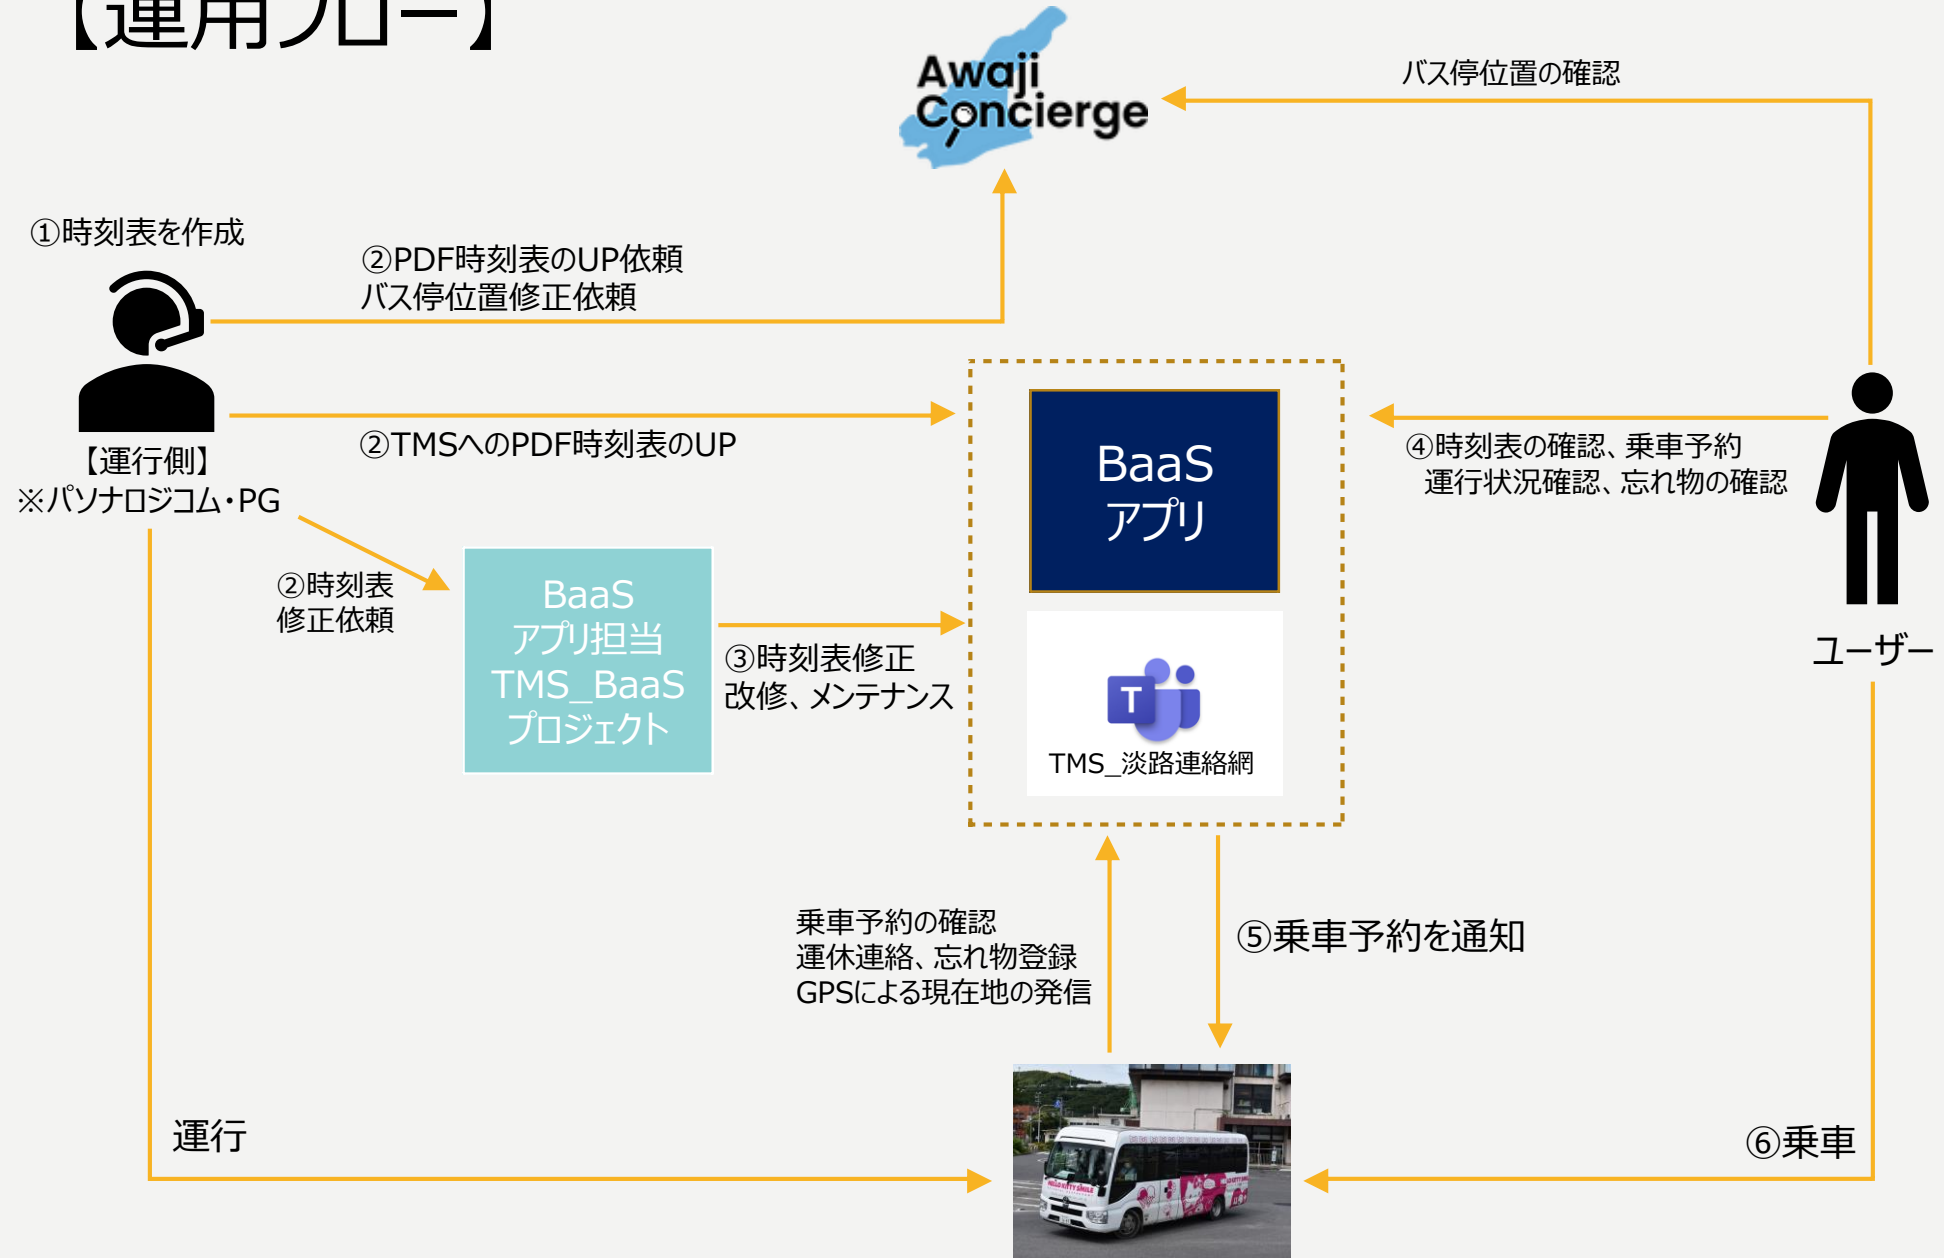 【運用フロー】
Awaji
Concierge
バス停位置の確認
①時刻表を作成
②PDF時刻表のUP依頼
バス停位置修正依頼
【運行側】
※パソナロジコム・PG
②TMSへのPDF時刻表のUP
BaaS
アプリ
④時刻表の確認、乗車予約
運行状況確認、忘れ物の確認
②時刻表
修正依頼
BaaS
アプリ担当
TMS_BaaS
プロジェクト
③時刻表修正
改修、メンテナンス
T
TMS_淡路連絡網
ユーザー
乗車予約の確認
運休連絡、忘れ物登録
GPSによる現在地の発信
⑤乗車予約を通知
運行
⑥乗車
HELLO KITTY SMILE